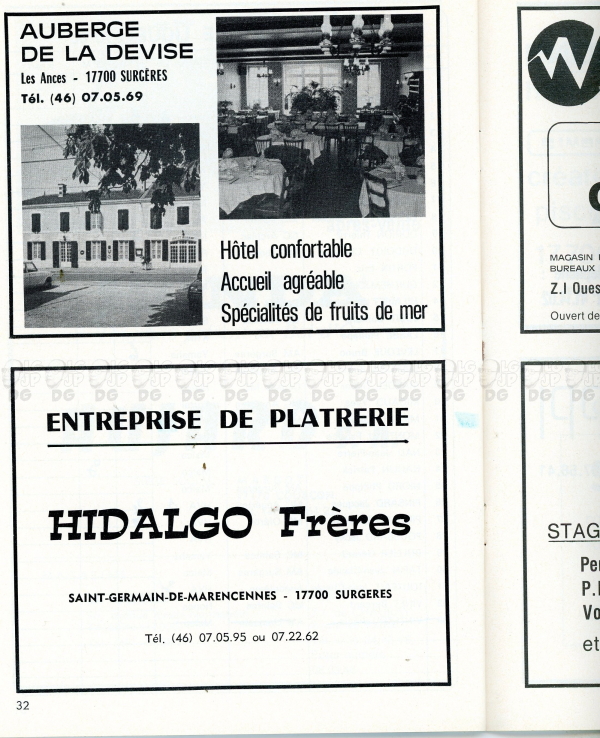 AUBERGE
DE LA DEVISE
Les Ances - 17700 SURGÈRES
Tél. (46) 07.05.69
Hôtel confortable
Accueil agréable
Spécialités de fruits de mer
ENTREPRISE DE PLATRERIE
HIDALGO Frères
SAINT-GERMAIN-DE-MARENCENNES - 17700 SURGERES
Tél. (46) 07.05.95 ou 07.22.62
32
MAGASIN
BUREAUX
Z.I Oues
Ouvert de
STAG
Per
P.
Vo
et